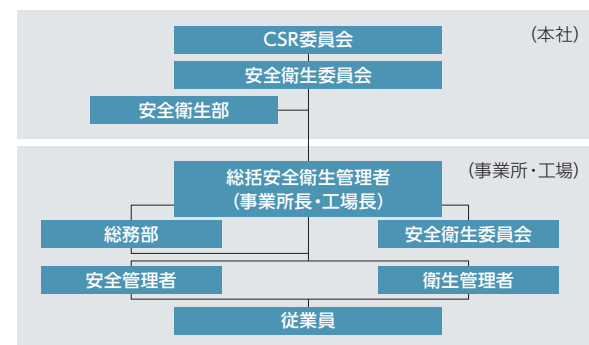 CSR委員会
(本社)
安全衛生委員会
安全衛生部
総括安全衛生管理者
(事業所長・工場長)
(事業所・工場)
総務部
安全衛生委員会
安全管理者
衛生管理者
従業員